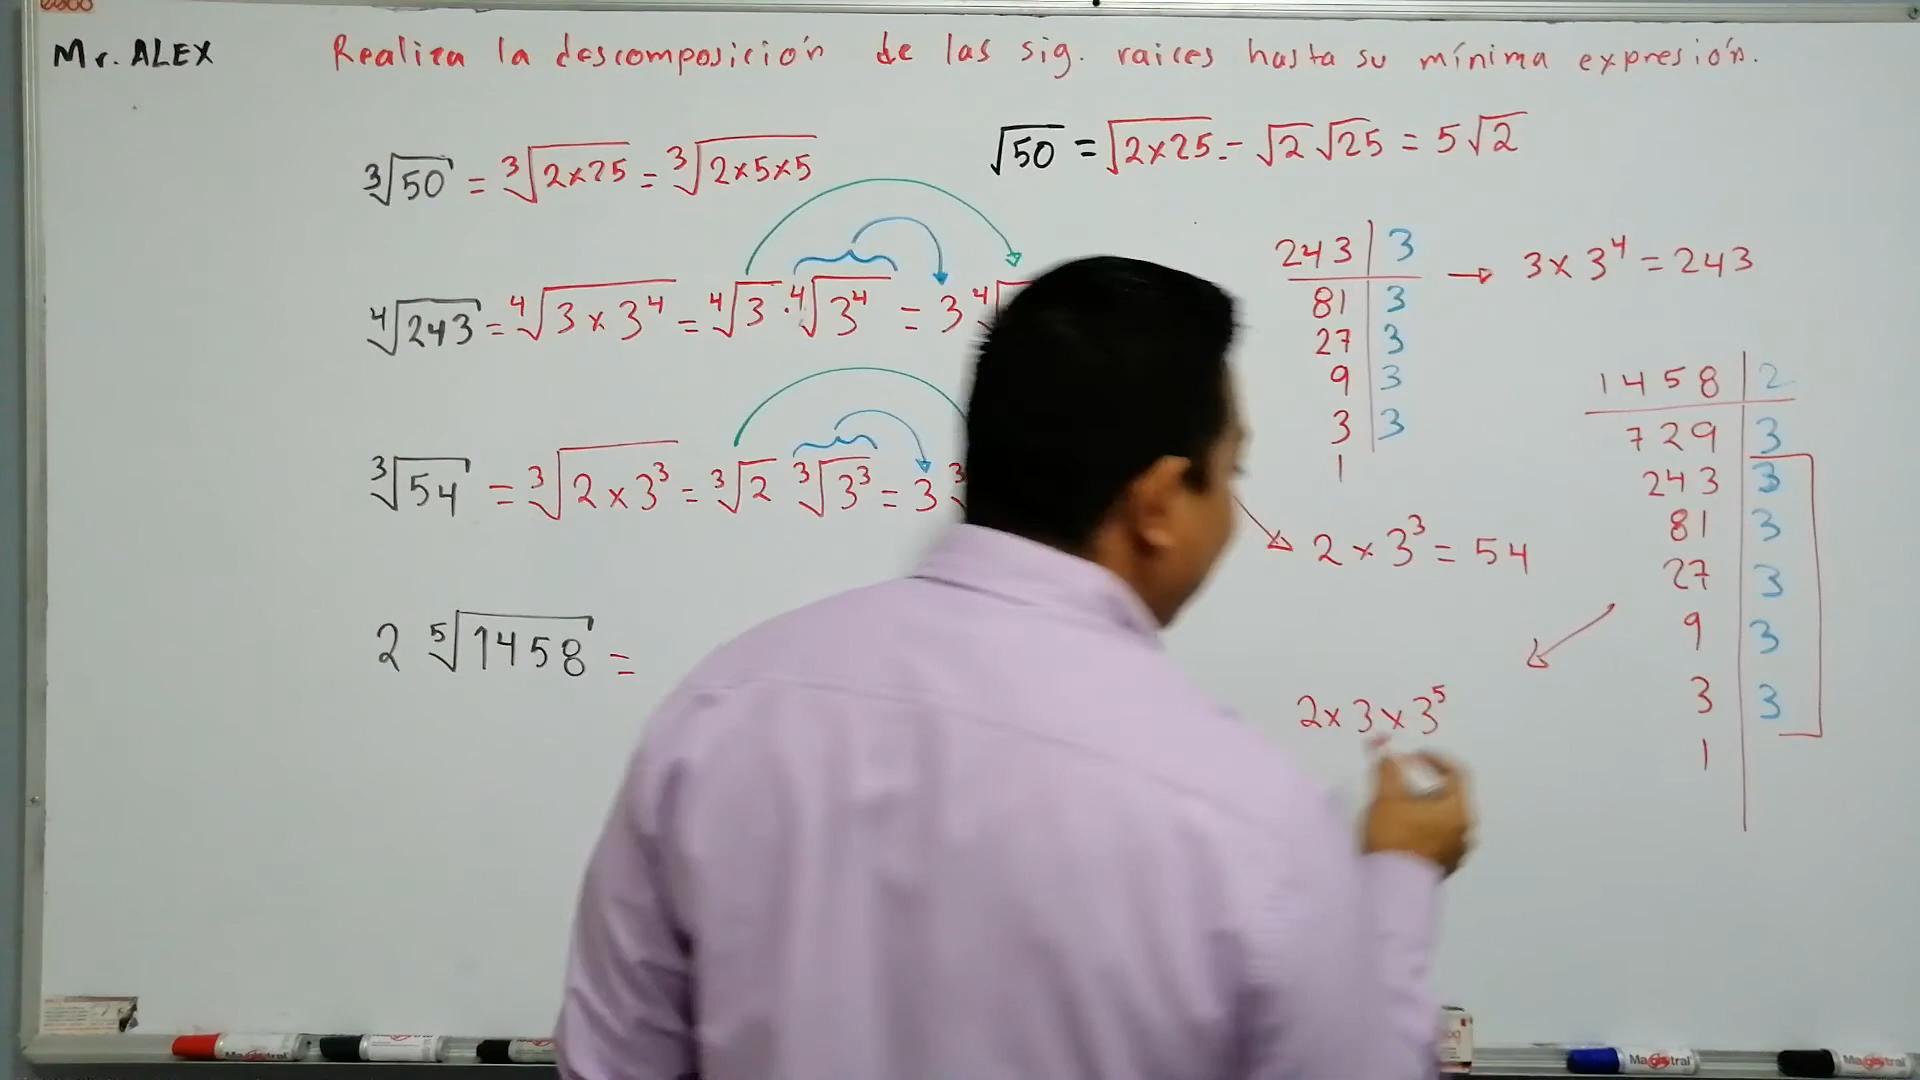 Mr. ALEX
Realiza la descomposición de las sig. raices hasta su mínima expresión.
∛50 = ∛2×25 = ∛2×5×5
√50 = √2×25 = √2 √25 = 5√2
∜243 = ∜3×3⁴ = ∜3 · ∜3⁴ = 3 ∜
∛54 = ∛2×3³ = ∛2 ∛3³ = 3 ∛
2 ⁵√1458 =
243 | 3
81 | 3
27 | 3
9 | 3
3 | 3
1
→ 3×3⁴ = 243
2×3³ = 54
1458 | 2
729 | 3
243 | 3
81 | 3
27 | 3
9 | 3
3 | 3
1
2×3×3⁵
Magistral
Magistral
Magistral